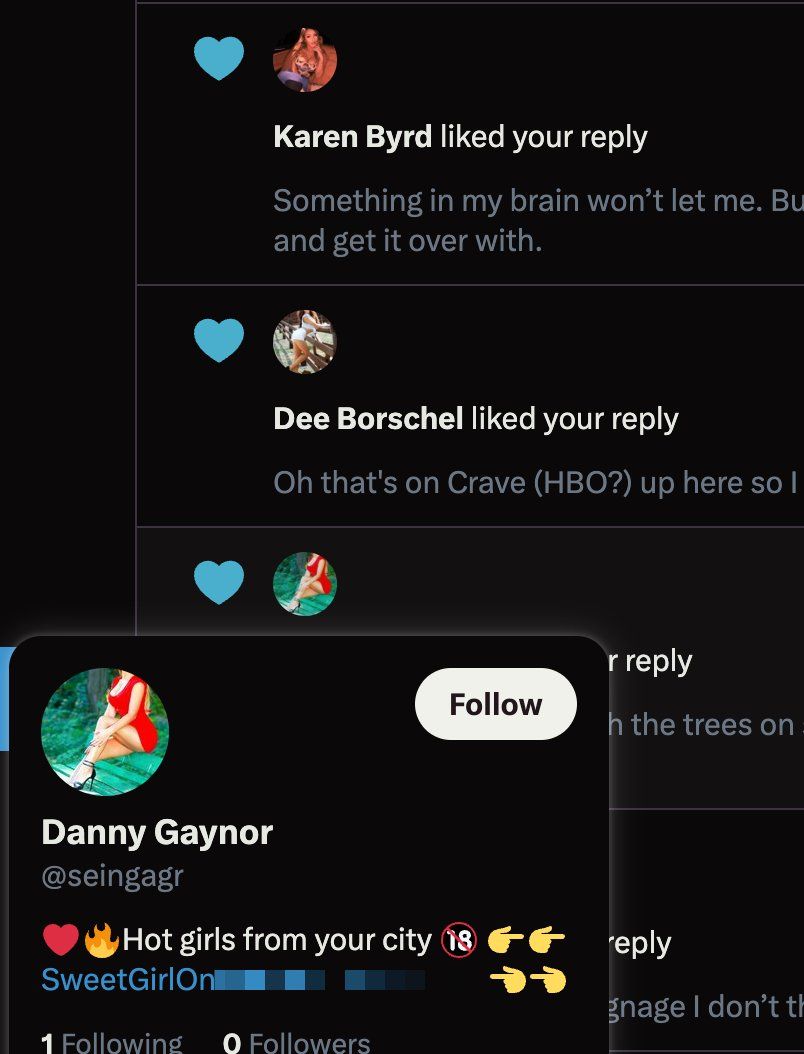 Karen Byrd liked your reply
Something in my brain won’t let me. Bu
and get it over with.
Dee Borschel liked your reply
Oh that's on Crave (HBO?) up here so I
r reply
h the trees on
Follow
Danny Gaynor
@seingagr
❤️🔥Hot girls from your city 🔞 👉👉
SweetGirlOn 👈👈
reply
gnage I don’t th
1 Following 0 Followers